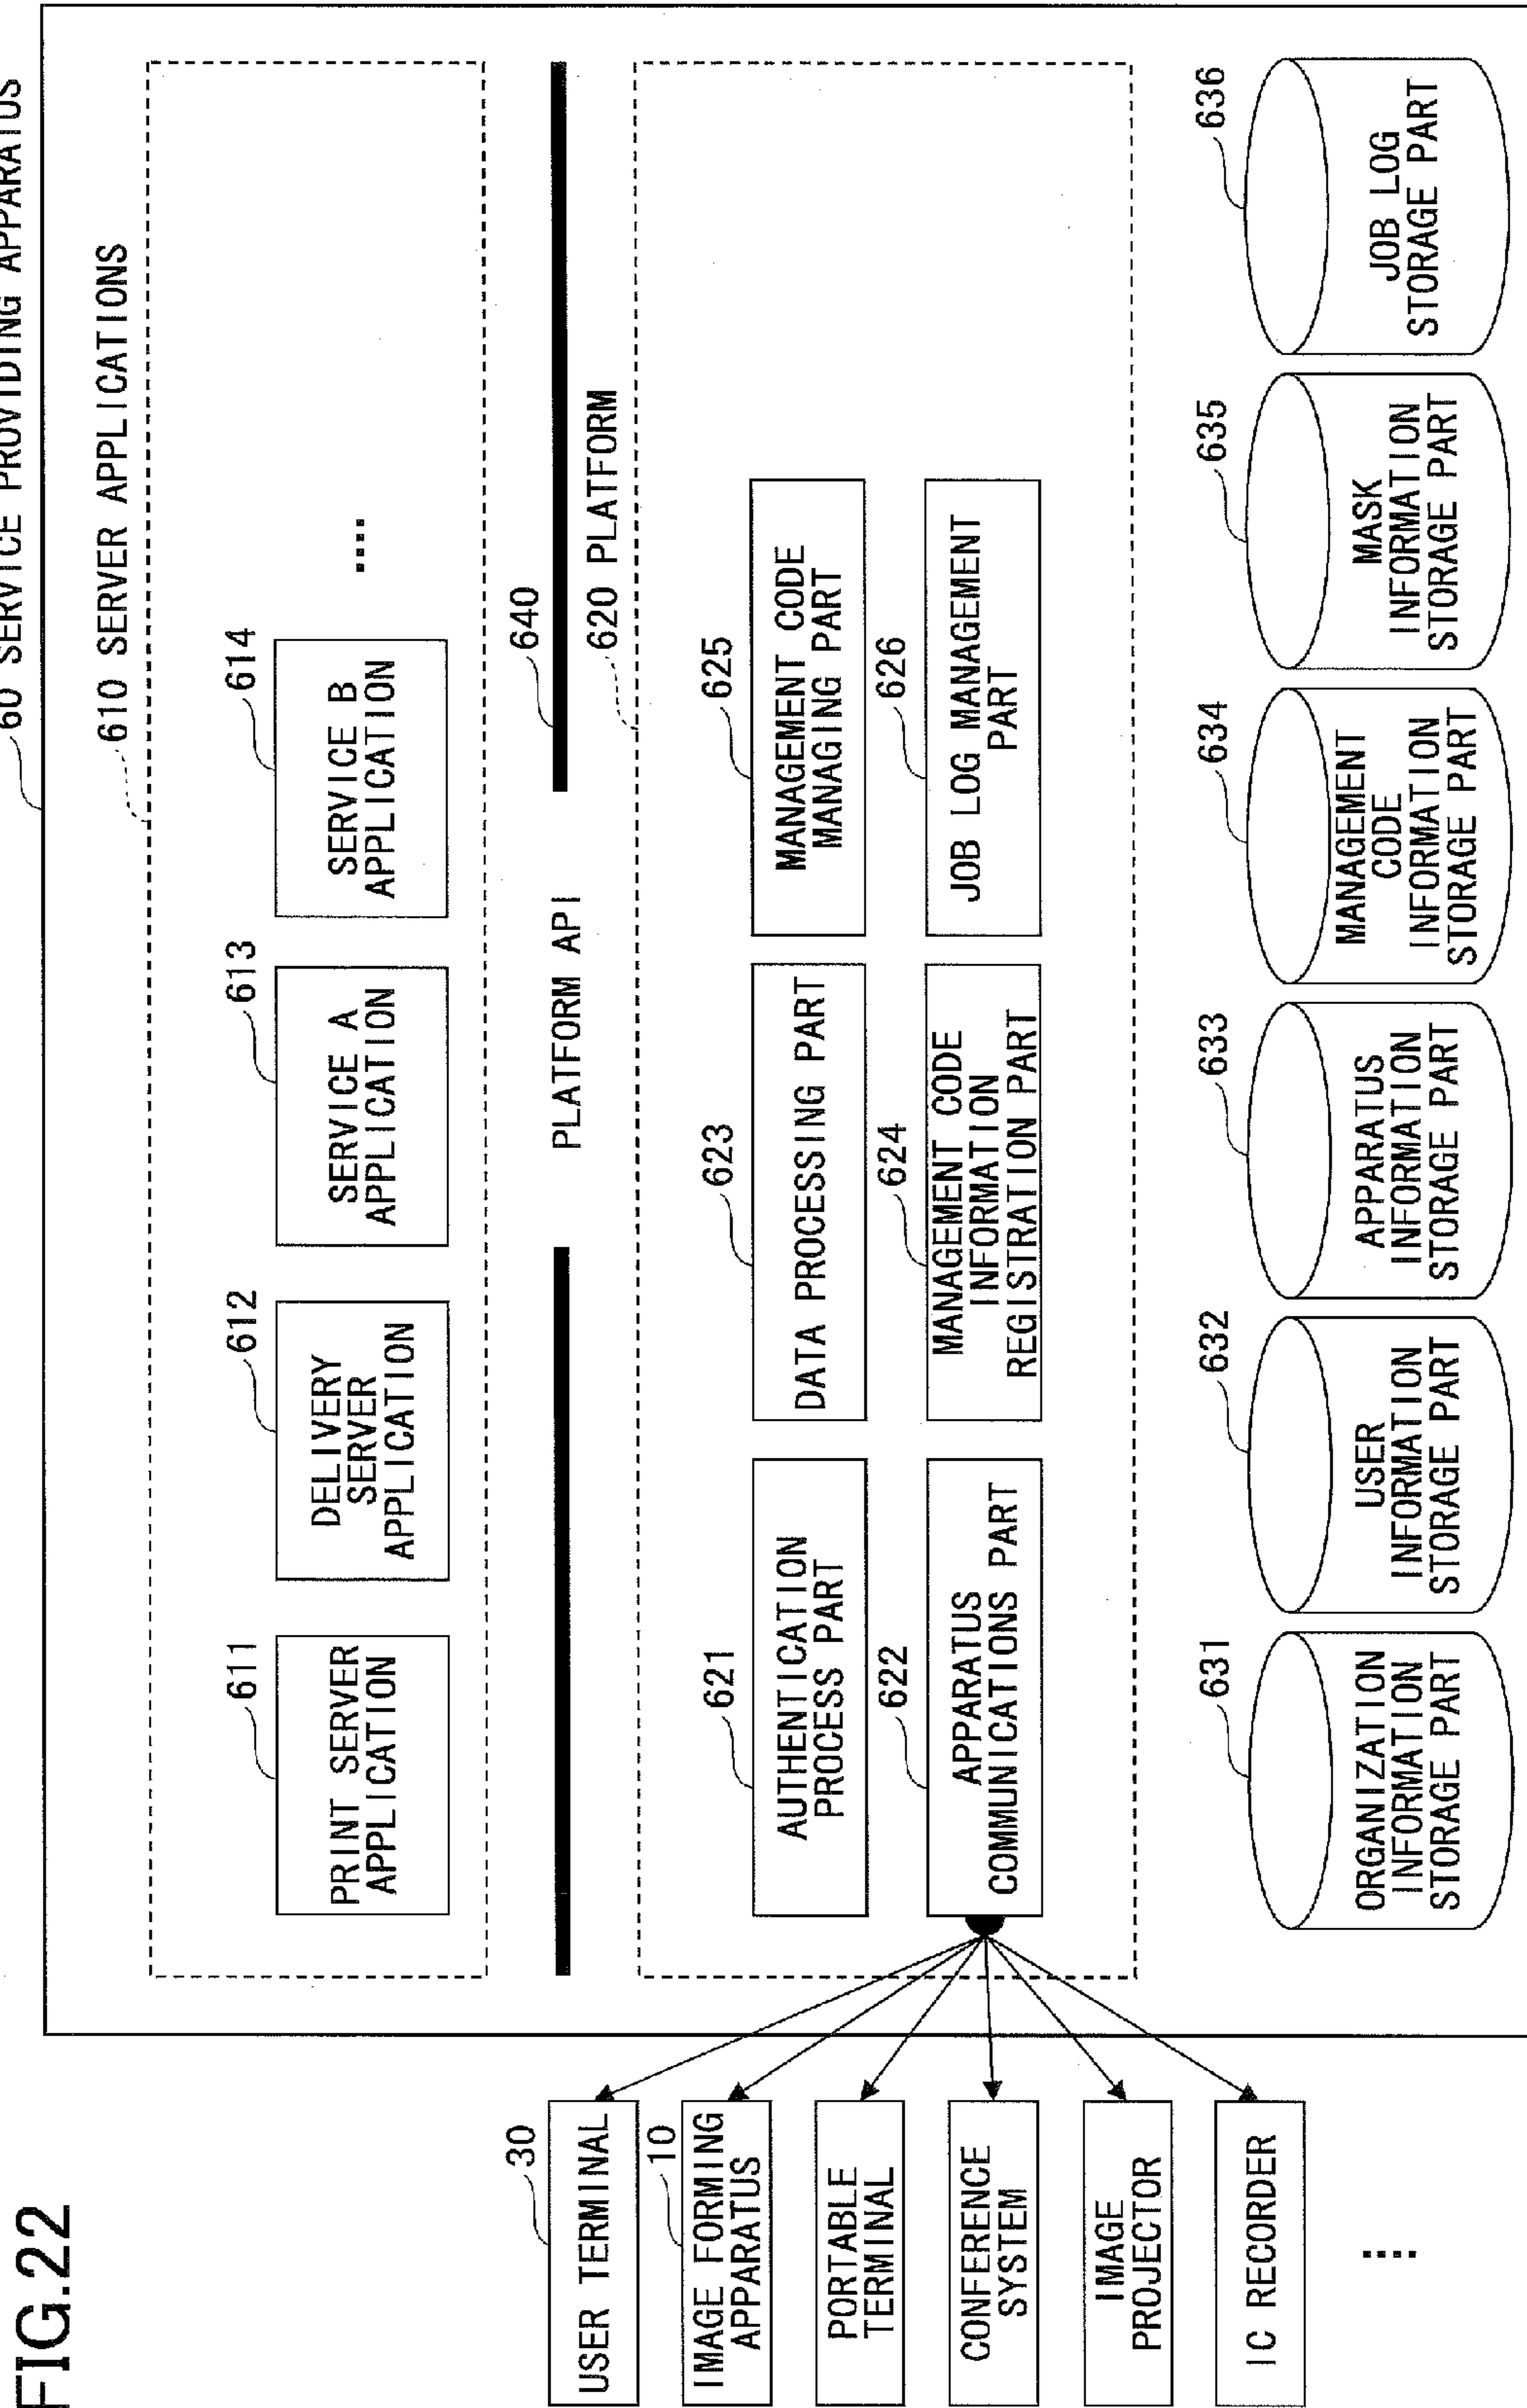 FIG.22
60 SERVICE PROVIDING APPARATUS
610 SERVER APPLICATIONS
611
PRINT SERVER
APPLICATION
612
DELIVERY
SERVER
APPLICATION
613
SERVICE A
APPLICATION
614
SERVICE B
APPLICATION
....
PLATFORM API
640
620 PLATFORM
621
AUTHENTICATION
PROCESS PART
623
DATA PROCESSING PART
625
MANAGEMENT CODE
MANAGING PART
622
APPARATUS
COMMUNICATIONS PART
624
MANAGEMENT CODE
INFORMATION
REGISTRATION PART
626
JOB LOG MANAGEMENT
PART
30
USER TERMINAL
10
IMAGE FORMING
APPARATUS
PORTABLE
TERMINAL
CONFERENCE
SYSTEM
IMAGE
PROJECTOR
IC RECORDER
....
631
ORGANIZATION
INFORMATION
STORAGE PART
632
USER
INFORMATION
STORAGE PART
633
APPARATUS
INFORMATION
STORAGE PART
634
MANAGEMENT
CODE
INFORMATION
STORAGE PART
635
MASK
INFORMATION
STORAGE PART
636
JOB LOG
STORAGE PART